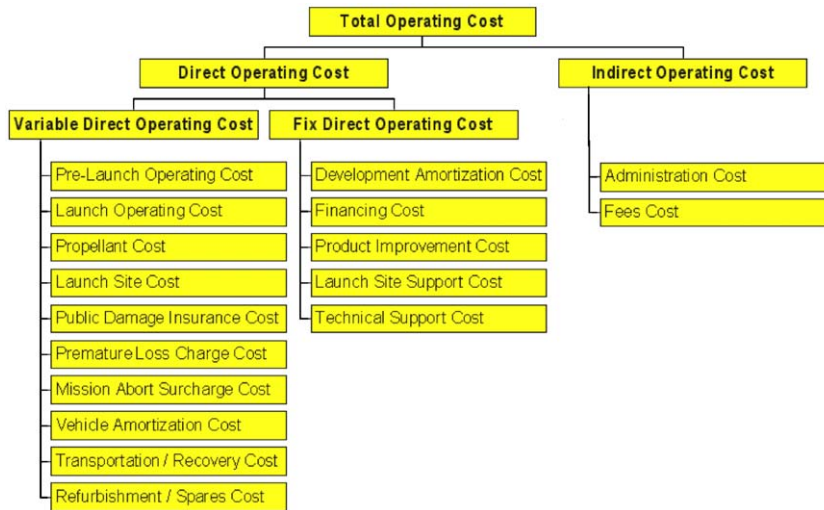 Total Operating Cost
Direct Operating Cost
Indirect Operating Cost
Variable Direct Operating Cost
Fix Direct Operating Cost
Pre-Launch Operating Cost
Launch Operating Cost
Propellant Cost
Launch Site Cost
Public Damage Insurance Cost
Premature Loss Charge Cost
Mission Abort Surcharge Cost
Vehicle Amortization Cost
Transportation / Recovery Cost
Refurbishment / Spares Cost
Development Amortization Cost
Financing Cost
Product Improvement Cost
Launch Site Support Cost
Technical Support Cost
Administration Cost
Fees Cost